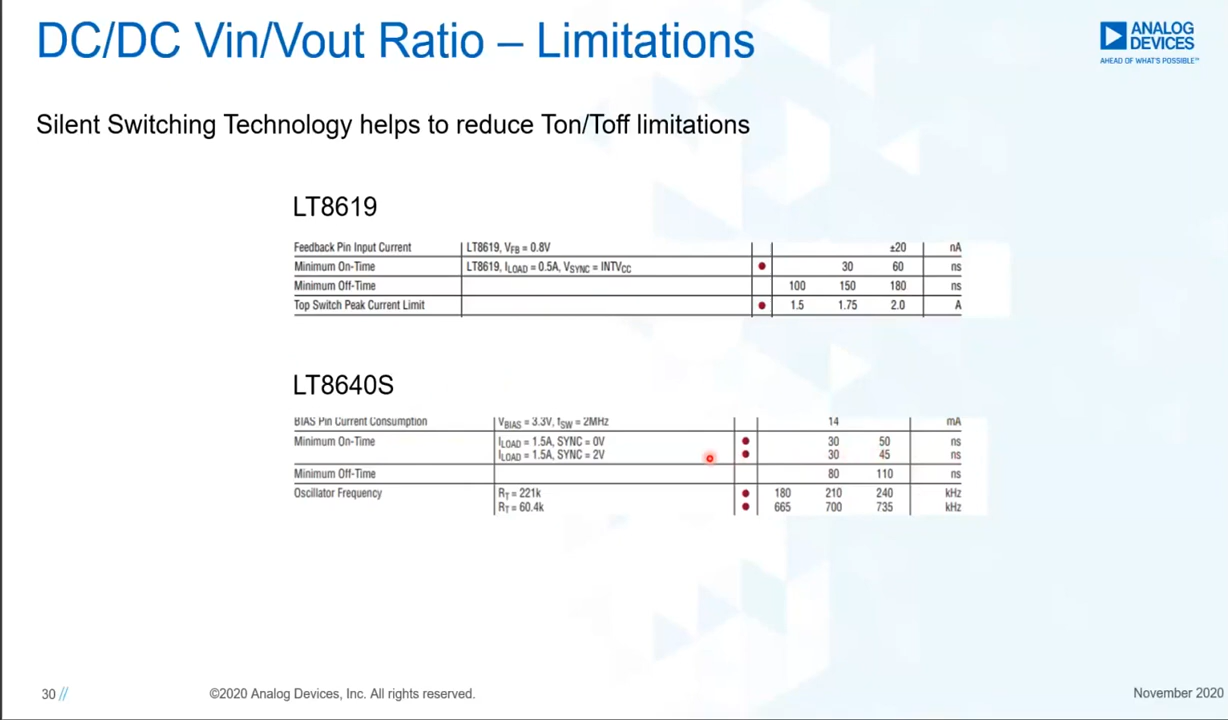 DC/DC Vin/Vout Ratio – Limitations
ANALOG DEVICES
AHEAD OF WHAT'S POSSIBLE™
Silent Switching Technology helps to reduce Ton/Toff limitations
LT8619
Feedback Pin Input Current LT8619, VFB = 0.8V ±20 nA
Minimum On-Time LT8619, ILOAD = 0.5A, VSYNC = INTVCC ● 30 60 ns
Minimum Off-Time 100 150 180 ns
Top Switch Peak Current Limit ● 1.5 1.75 2.0 A
LT8640S
BIAS Pin Current Consumption VBIAS = 3.3V, fSW = 2MHz 14 mA
Minimum On-Time ILOAD = 1.5A, SYNC = 0V ● 30 50 ns
ILOAD = 1.5A, SYNC = 2V ● 30 45 ns
Minimum Off-Time 80 110 ns
Oscillator Frequency RT = 221k ● 180 210 240 kHz
RT = 60.4k ● 665 700 735 kHz
30 // ©2020 Analog Devices, Inc. All rights reserved. November 2020